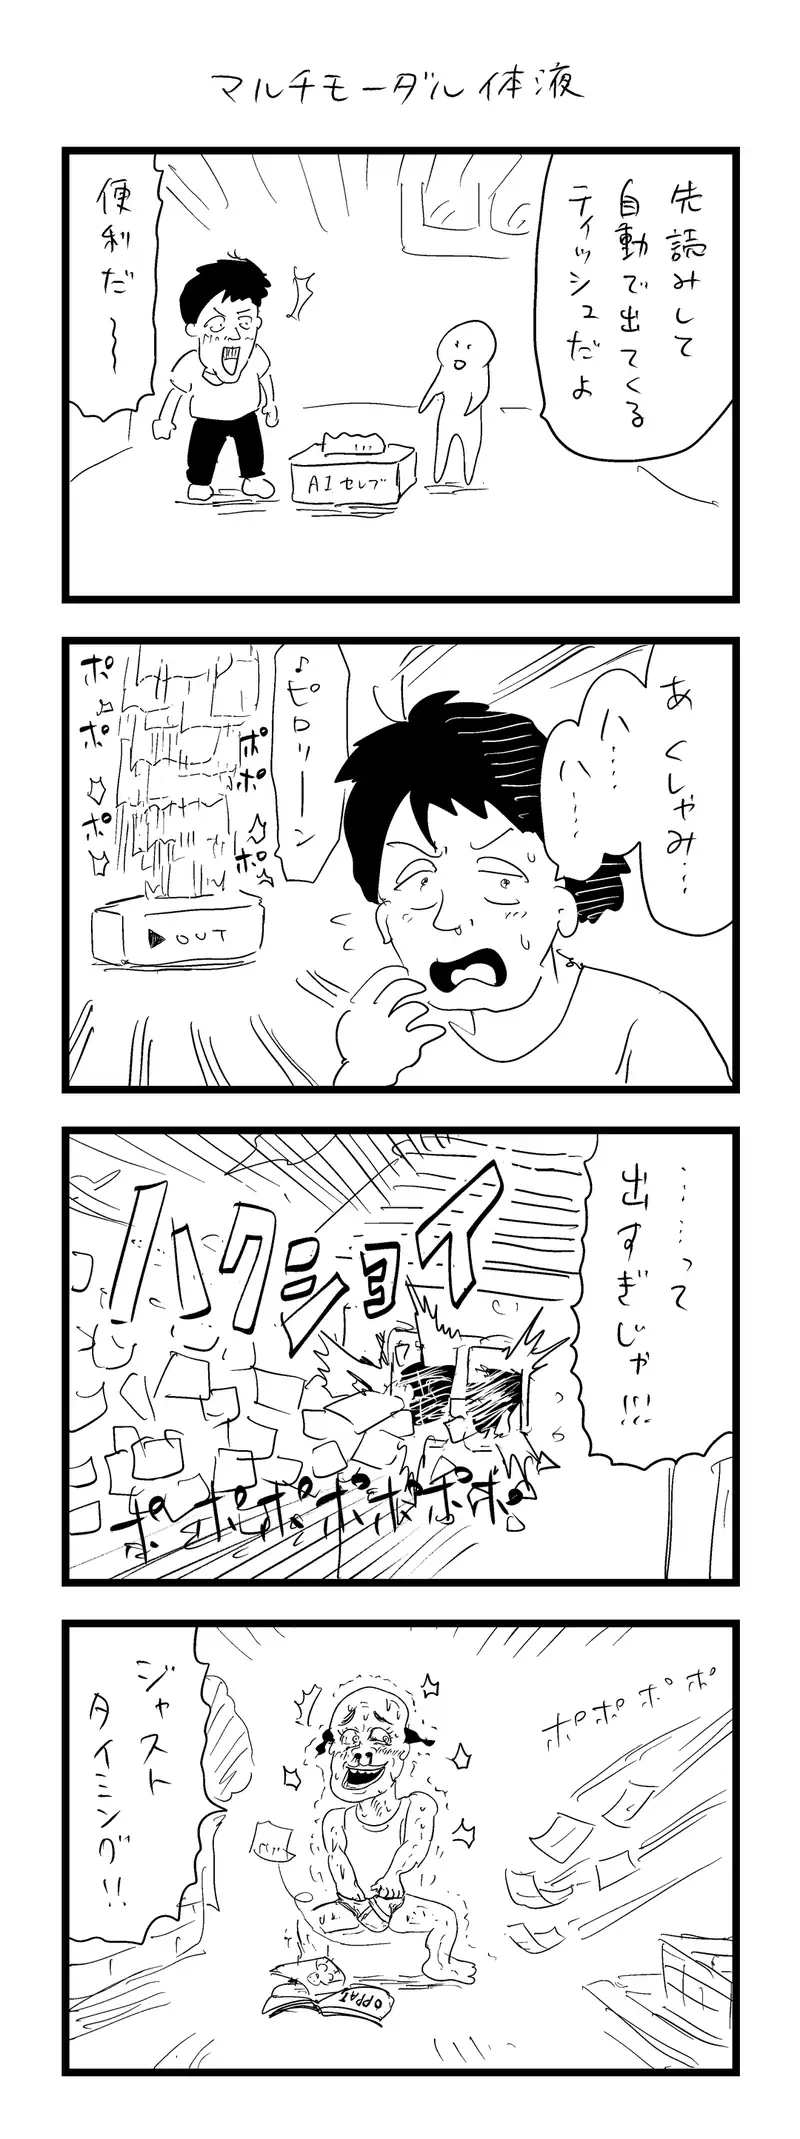 マルチモーダル体液
先読みして
自動で出てくる
ティッシュだよ
便利だ〜
AIセレブ
あ くしゃみ…
ハ……
ハ……
♪ピロリーン
ポポポポポポ
▶OUT
……って
出すぎじゃ!!!
ハクショイ
ポポポポポポポ
ポポポポ
ジャスト
タイミング!!
OPPAI